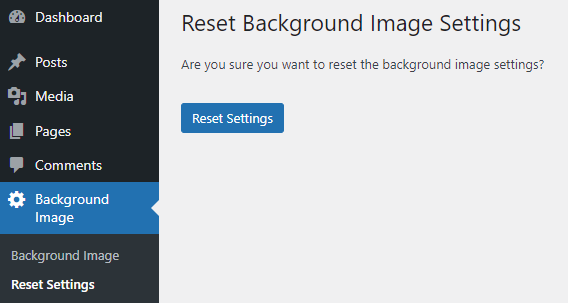 Dashboard
Posts
Media
Pages
Comments
Background
Image
Background Image
Reset Settings
Reset Background Image Settings
Are you sure you want to reset the background image settings?
Reset Settings